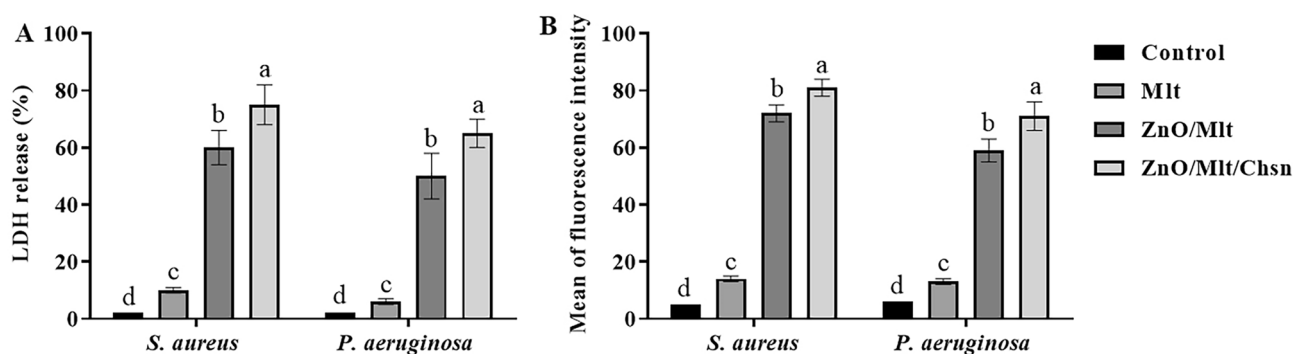 A
LDH release (%)
100
80
60
40
20
0
d
c
b
a
d
c
b
a
S. aureus
P. aeruginosa
B
Mean of fluorescence intensity
100
80
60
40
20
0
d
c
b
a
d
c
b
a
S. aureus
P. aeruginosa
Control
Mlt
ZnO/Mlt
ZnO/Mlt/Chsn